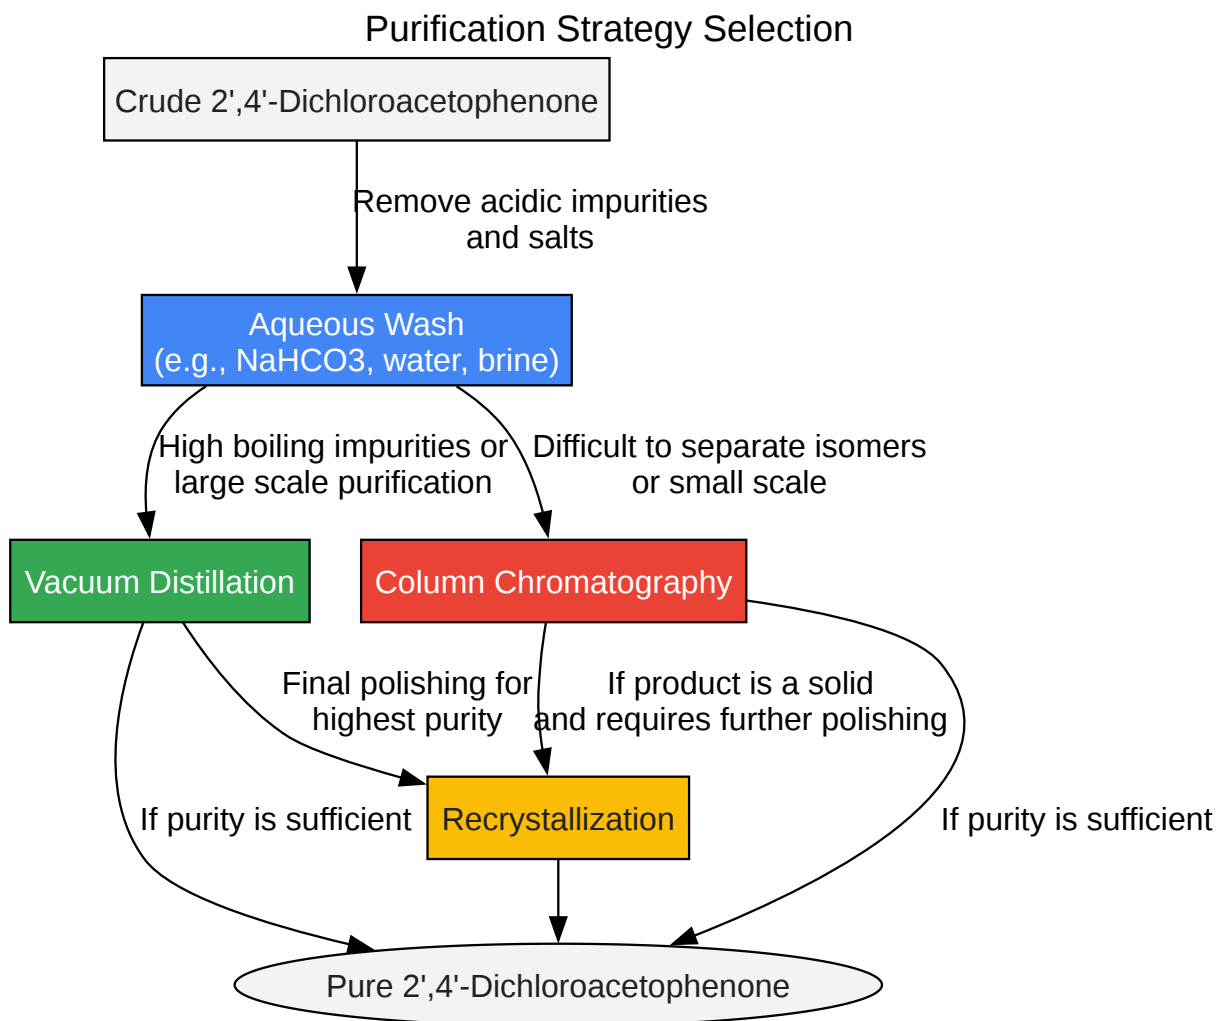 Purification Strategy Selection
Crude 2',4'-Dichloroacetophenone
Remove acidic impurities
and salts
Aqueous Wash
(e.g., NaHCO3, water, brine)
High boiling impurities or
large scale purification
Difficult to separate isomers
or small scale
Vacuum Distillation
Column Chromatography
Final polishing for
highest purity
If product is a solid
and requires further polishing
If purity is sufficient
Recrystallization
If purity is sufficient
Pure 2',4'-Dichloroacetophenone